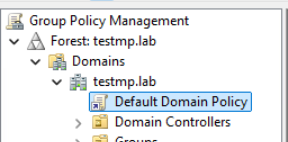 Group Policy Management
Forest: testmp.lab
Domains
testmp.lab
Default Domain Policy
Domain Controllers
Groups